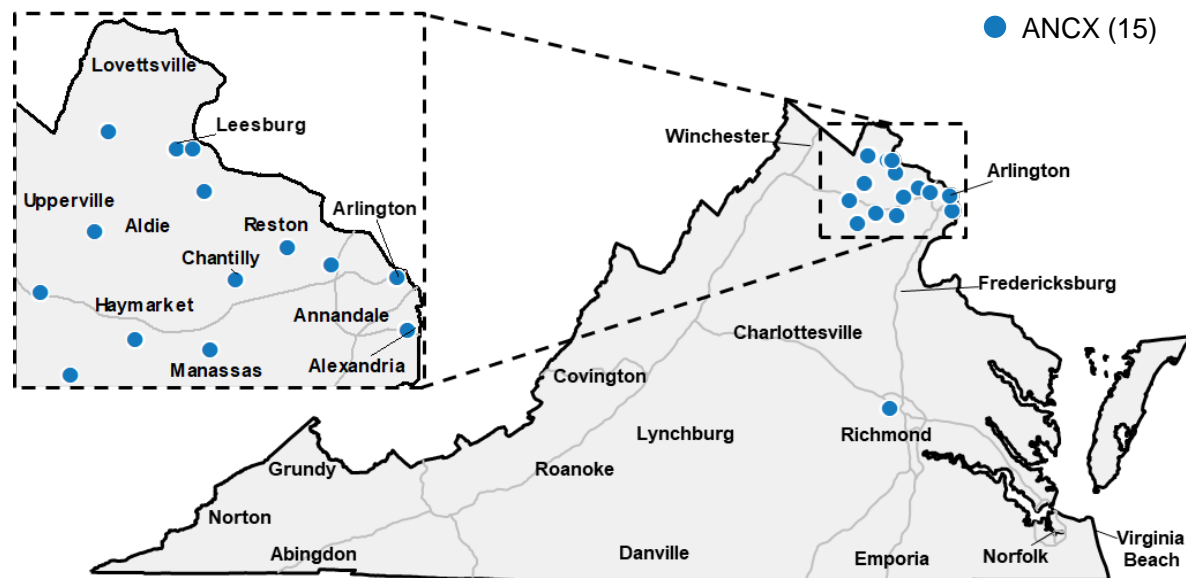 ANCX (15)
Lovettsville
Leesburg
Upperville
Aldie
Reston
Arlington
Chantilly
Haymarket
Annandale
Manassas
Alexandria
Winchester
Arlington
Fredericksburg
Charlottesville
Covington
Lynchburg
Richmond
Grundy
Roanoke
Norton
Abingdon
Danville
Emporia
Norfolk
Virginia
Beach